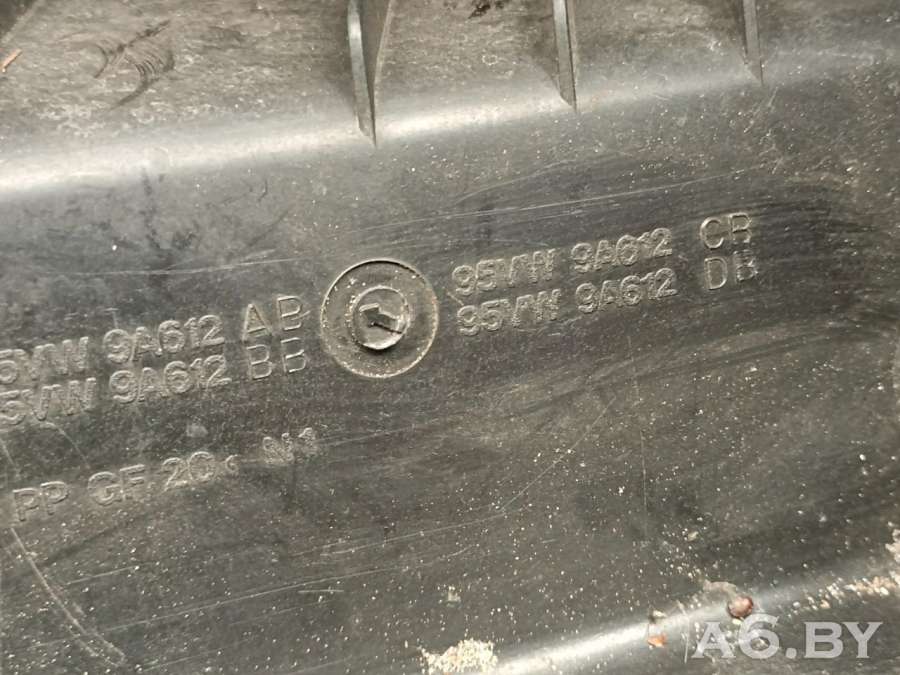 95VW 9A612 CB
95VW 9A612 DB
5VW 9A612 AB
5VW 9A612 BB
PP GF 20
A6.BY